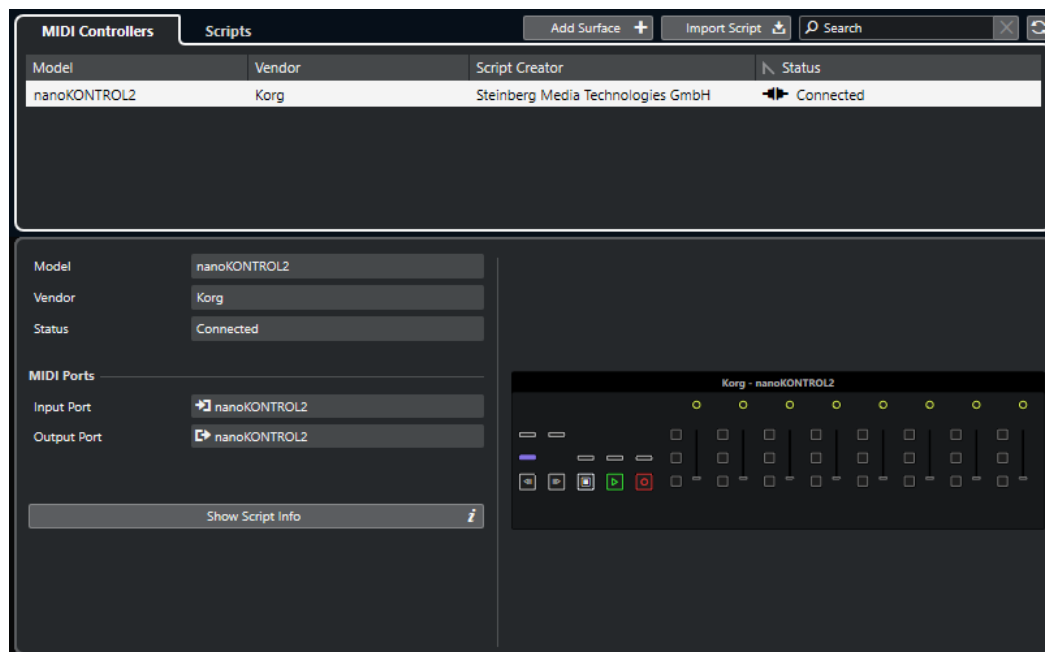 MIDI Controllers Scripts Add Surface Import Script Search
Model Vendor Script Creator Status
nanoKONTROL2 Korg Steinberg Media Technologies GmbH Connected
Model nanoKONTROL2
Vendor Korg
Status Connected
MIDI Ports
Input Port nanoKONTROL2
Output Port nanoKONTROL2
Show Script Info
Korg - nanoKONTROL2